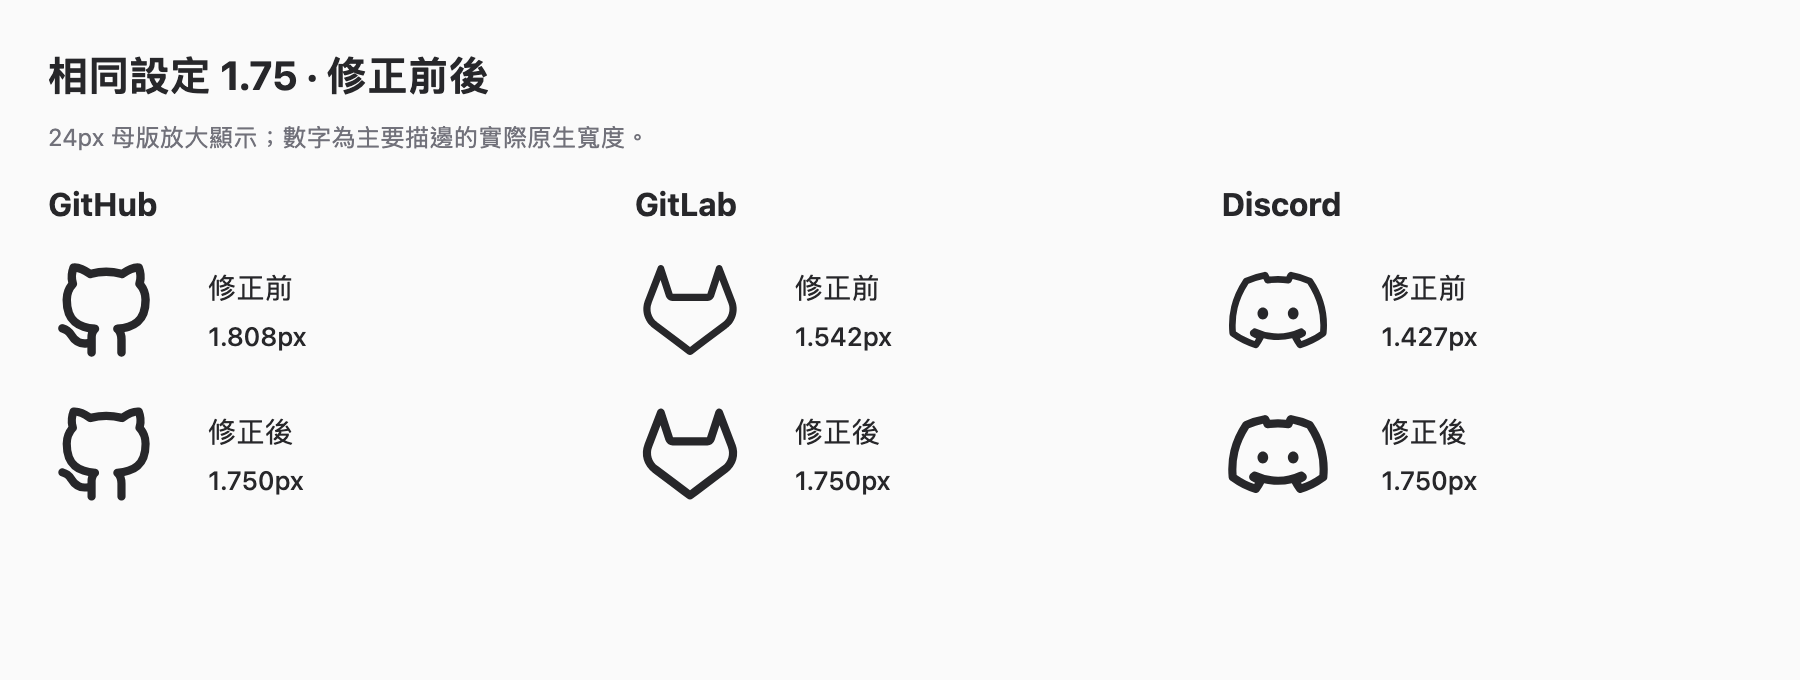 相同設定 1.75 · 修正前後
24px 母版放大顯示；數字為主要描邊的實際原生寬度。
GitHub
修正前
1.808px
修正後
1.750px
GitLab
修正前
1.542px
修正後
1.750px
Discord
修正前
1.427px
修正後
1.750px